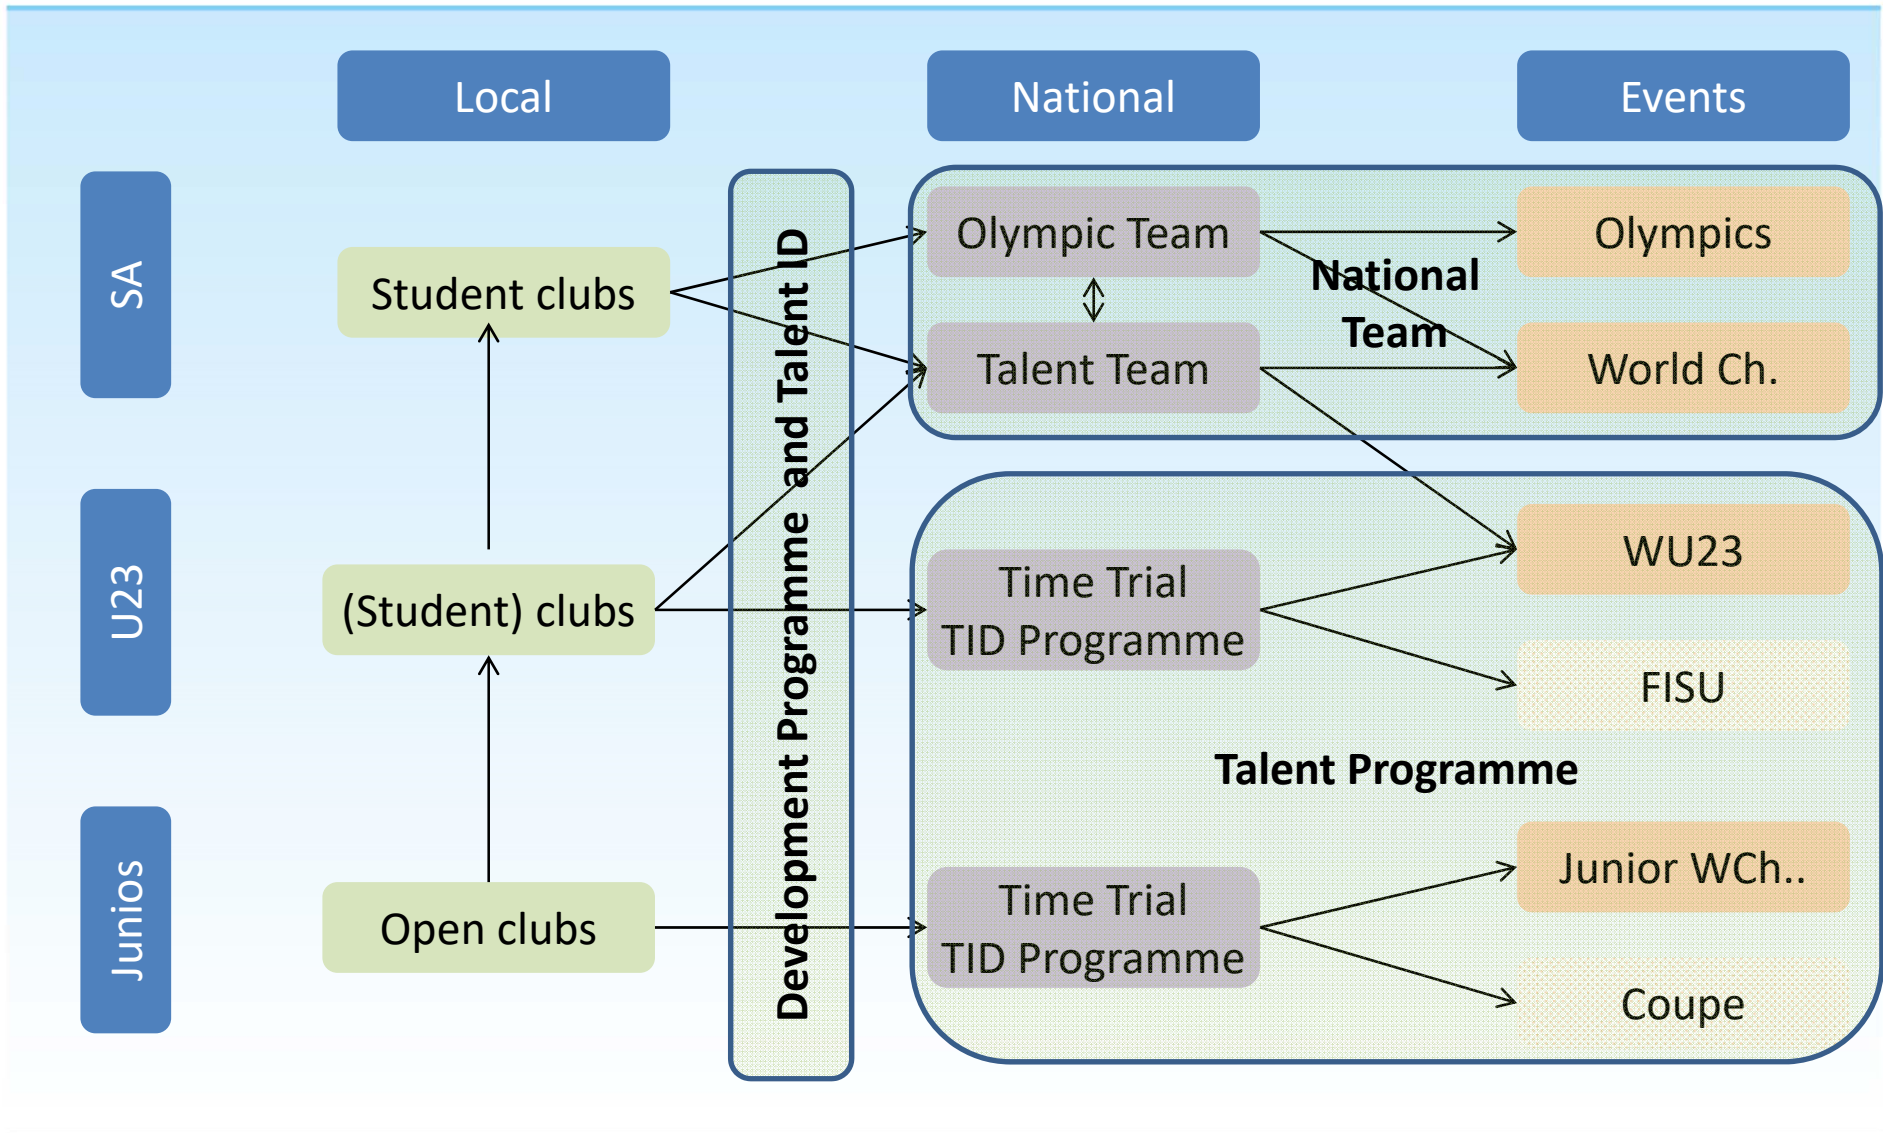 Local
National
Events
SA
Student clubs
Olympic Team
Olympics
National
Team
Talent Team
World Ch.
Development Programme and Talent ID
U23
(Student) clubs
Time Trial
TID Programme
WU23
FISU
Talent Programme
Junios
Open clubs
Time Trial
TID Programme
Junior WCh..
Coupe